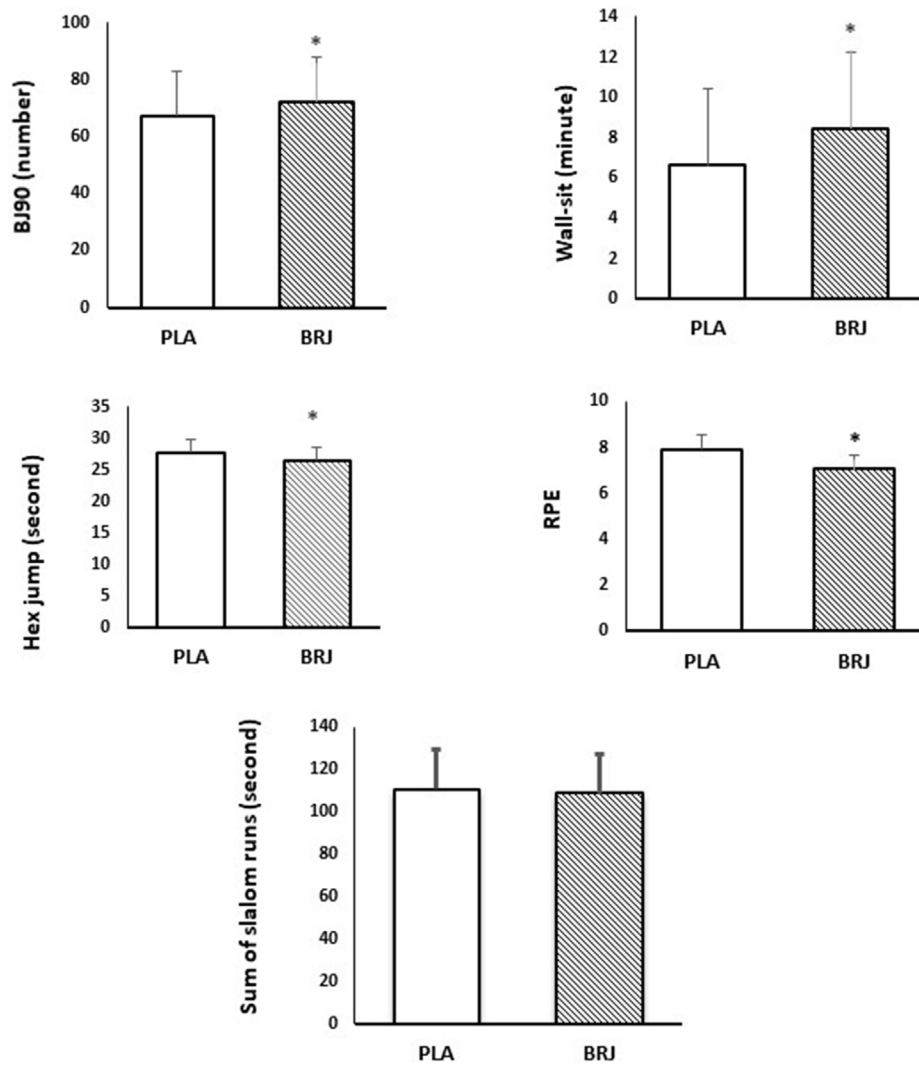 BJ90 (number)
100
80
60
40
20
0
*
PLA
BRJ
Wall-sit (minute)
14
12
10
8
6
4
2
0
*
PLA
BRJ
Hex jump (second)
35
30
25
20
15
10
5
0
*
PLA
BRJ
RPE
10
8
6
4
2
0
*
PLA
BRJ
Sum of slalom runs (second)
140
120
100
80
60
40
20
0
PLA
BRJ